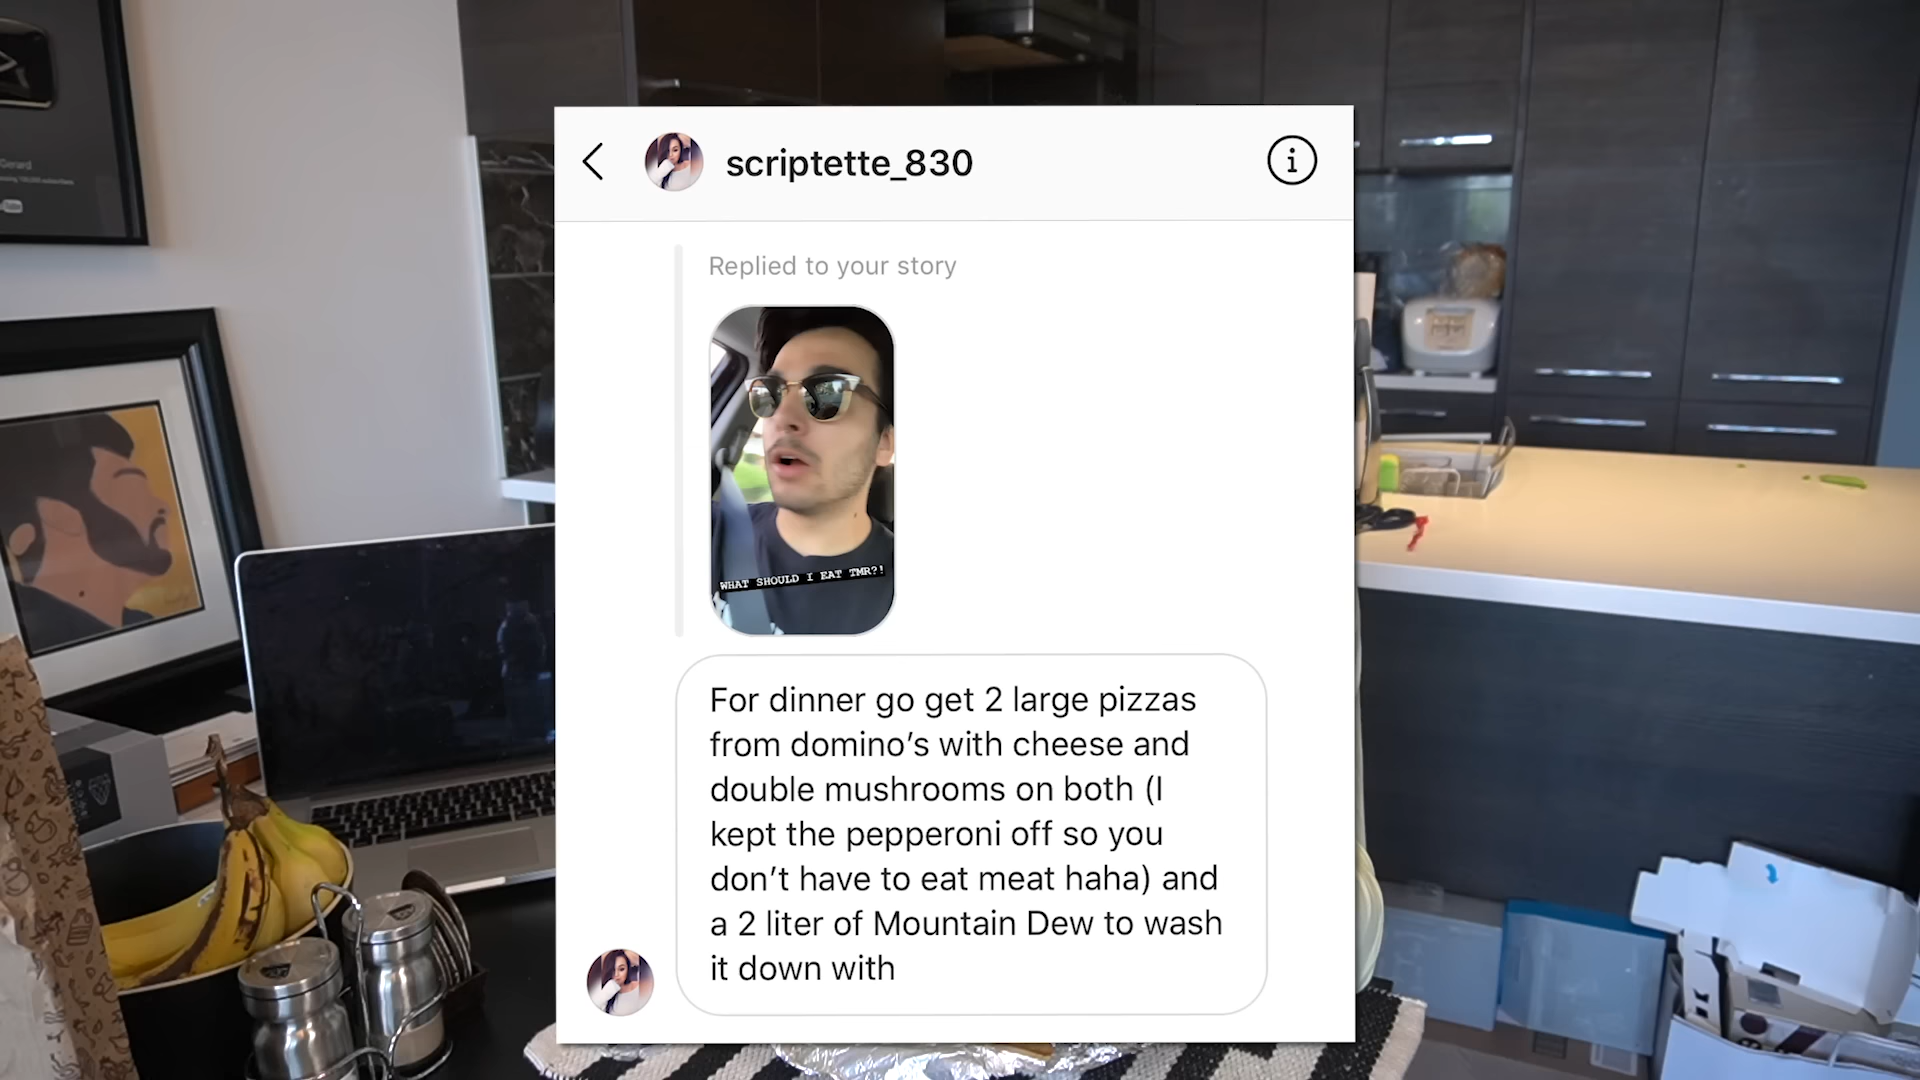 Gerard
scriptette_830
Replied to your story
WHAT SHOULD I EAT TMR?!
For dinner go get 2 large pizzas
from domino’s with cheese and
double mushrooms on both (I
kept the pepperoni off so you
don’t have to eat meat haha) and
a 2 liter of Mountain Dew to wash
it down with